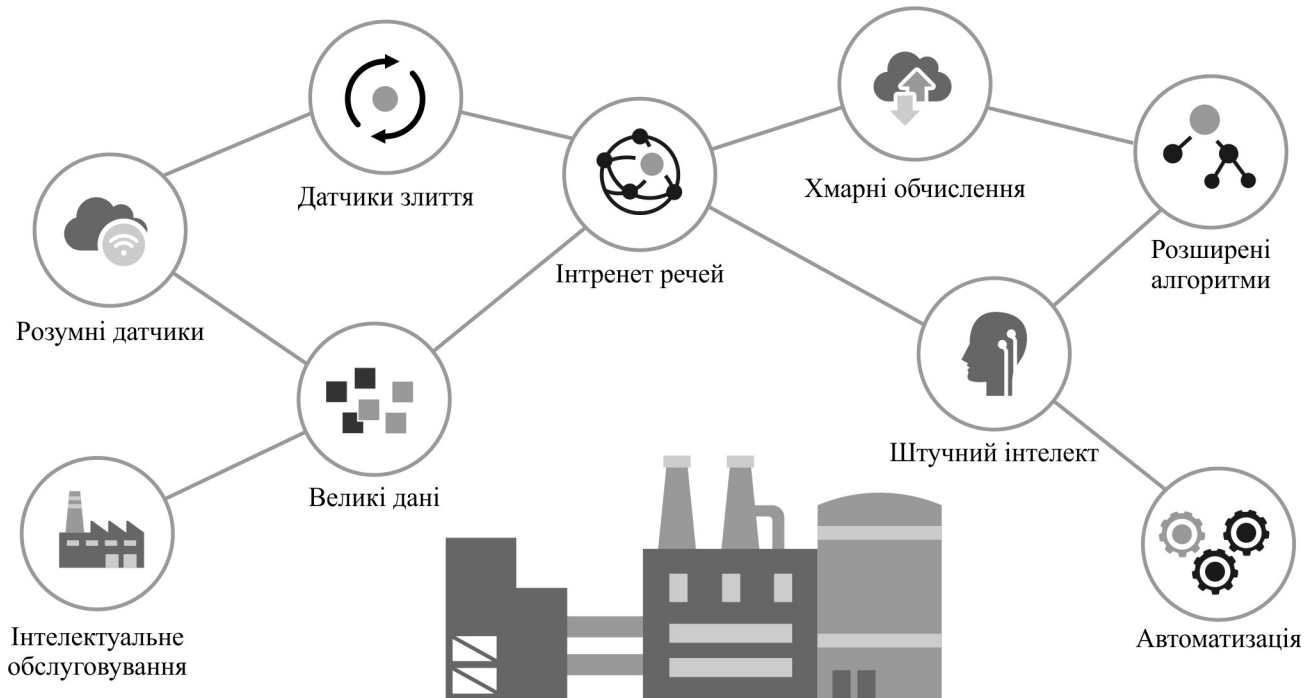 Датчики злиття
Хмарні обчислення
Інтренет речей
Розширені
алгоритми
Розумні датчики
Великі дані
Штучний інтелект
Інтелектуальне
обслуговування
Автоматизація